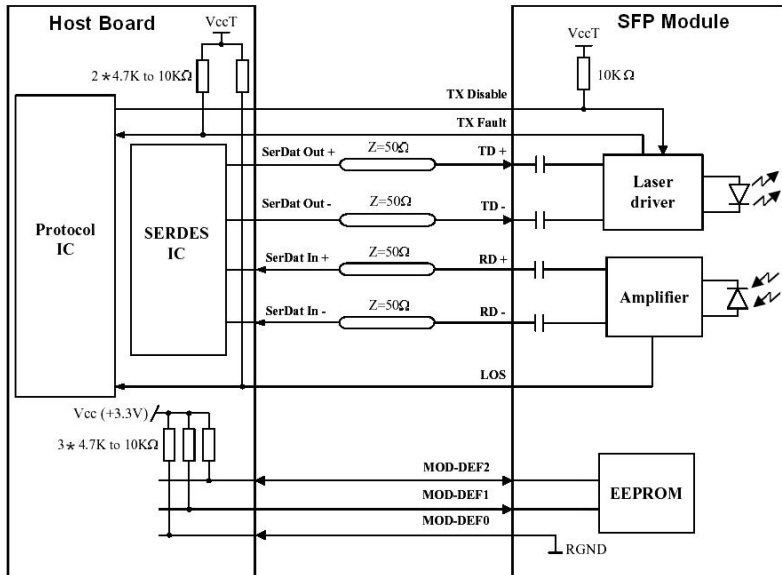 Host Board
SFP Module
VccT
VccT
2*4.7K to 10KΩ
10KΩ
TX Disable
TX Fault
SerDat Out +
Z=50Ω
TD +
SerDat Out -
Z=50Ω
TD -
Laser
driver
Protocol
IC
SERDES
IC
SerDat In +
Z=50Ω
RD +
SerDat In -
Z=50Ω
RD -
Amplifier
LOS
Vcc (+3.3V)
3*4.7K to 10KΩ
MOD-DEF2
MOD-DEF1
MOD-DEF0
EEPROM
RGND